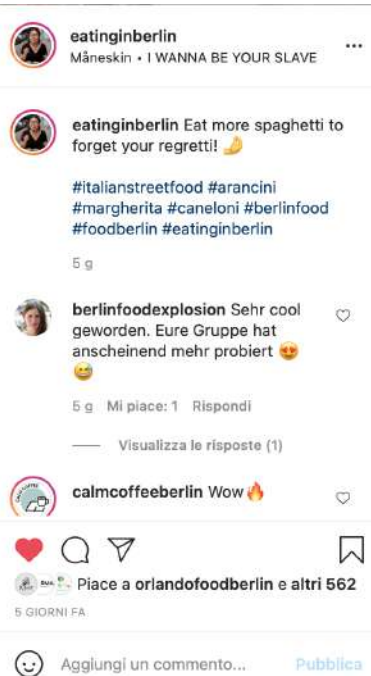 eatinginberlin
Måneskin • I WANNA BE YOUR SLAVE
eatinginberlin Eat more spaghetti to
forget your regretti! 🤌
#italianstreetfood #arancini
#margherita #caneloni #berlinfood
#foodberlin #eatinginberlin
5 g
berlinfoodexplosion Sehr cool
geworden. Eure Gruppe hat
anscheinend mehr probiert 😍
😅
5 g Mi piace: 1 Rispondi
Visualizza le risposte (1)
calmcoffeeberlin Wow🔥
Piace a orlandofoodberlin e altri 562
5 GIORNI FA
Aggiungi un commento... Pubblica